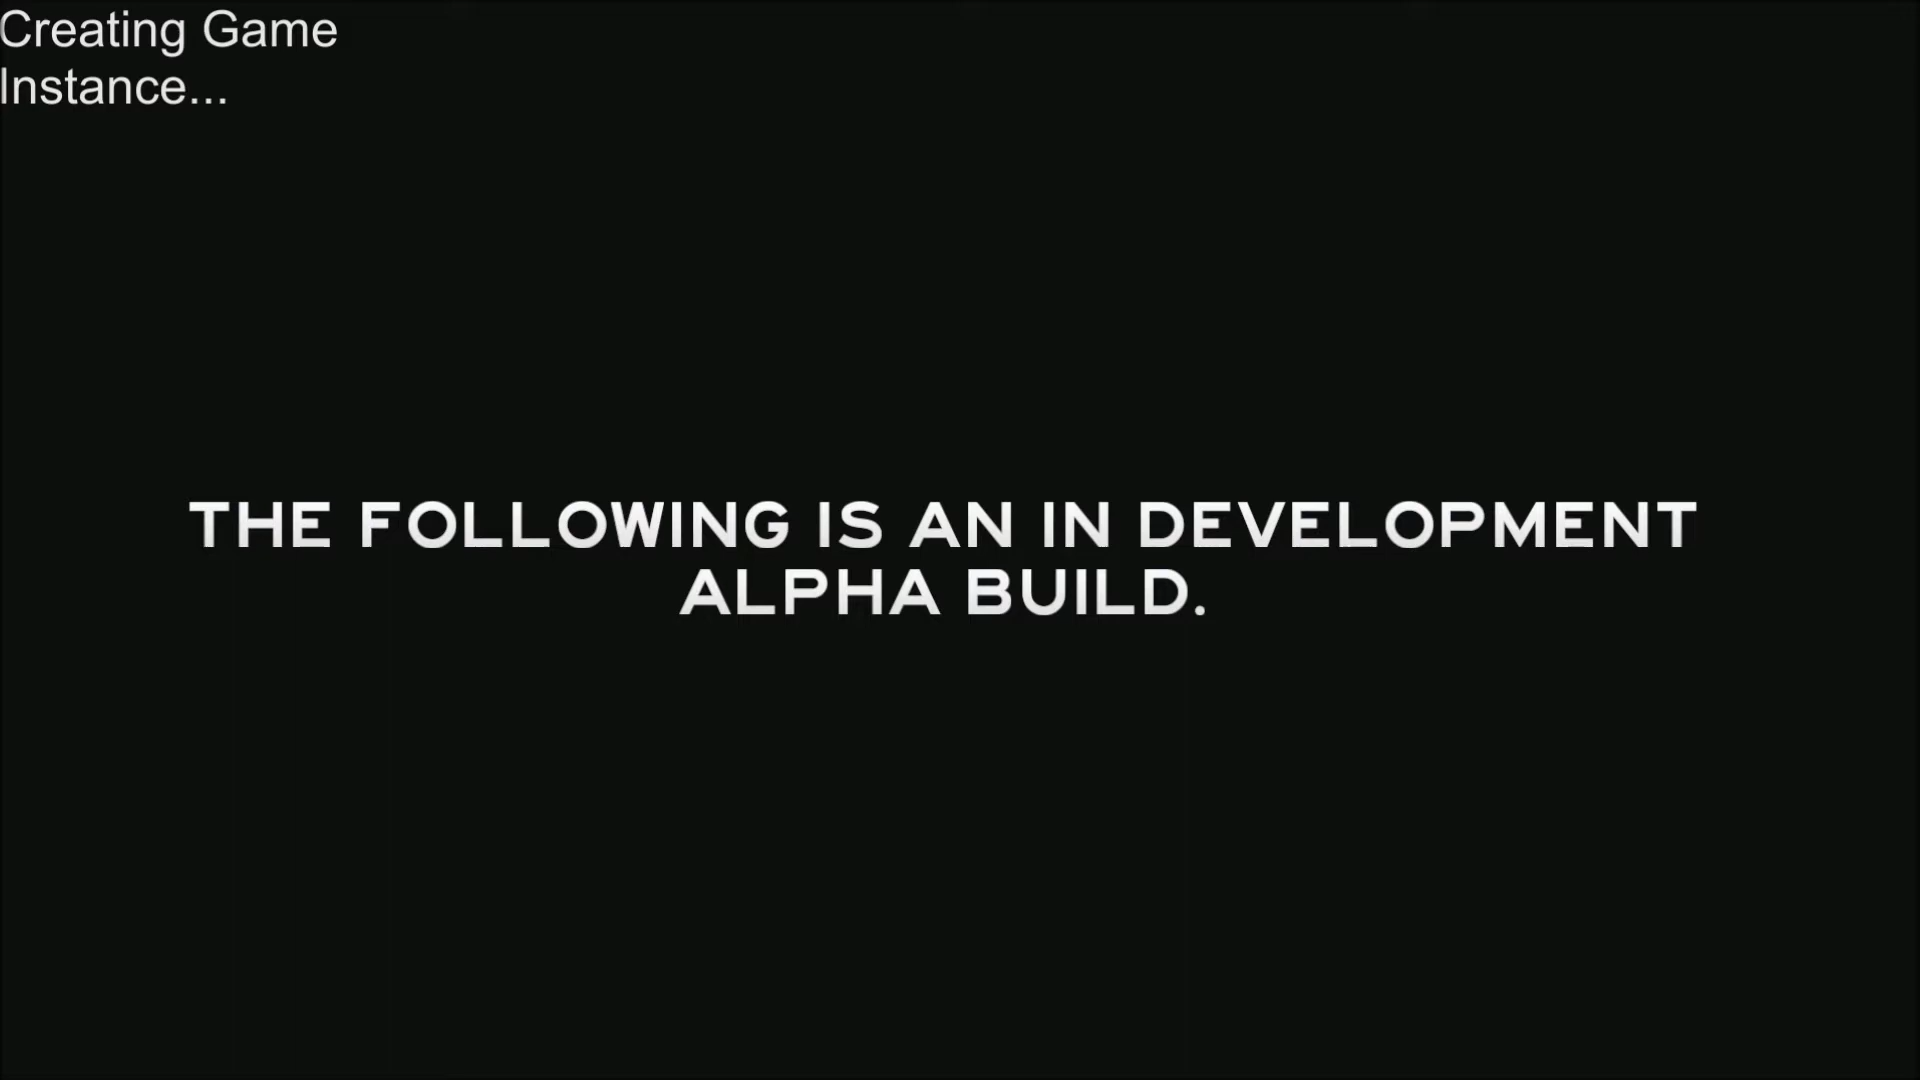 Creating Game
Instance...
THE FOLLOWING IS AN IN DEVELOPMENT
ALPHA BUILD.